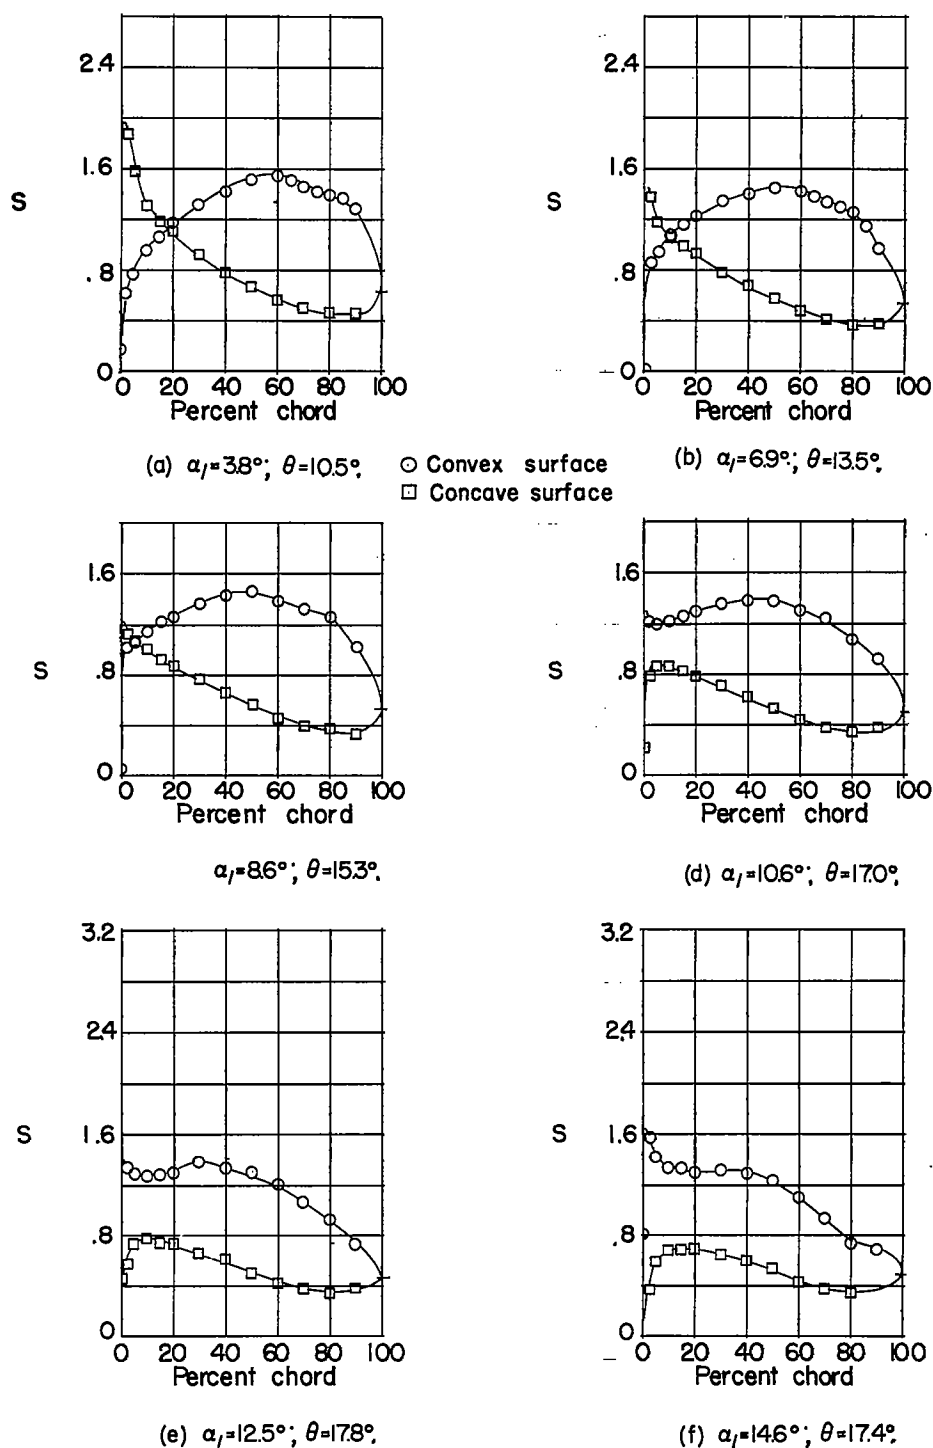 2.4
1.6
S
.8
0
0 20 40 60 80 100
Percent chord
(a) α₁=3.8°; θ=10.5°.
2.4
1.6
S
.8
0
0 20 40 60 80 100
Percent chord
(b) α₁=6.9°; θ=13.5°.
Convex surface
Concave surface
1.6
S
.8
0
0 20 40 60 80 100
Percent chord
α₁=8.6°; θ=15.3°.
1.6
S
.8
0
0 20 40 60 80 100
Percent chord
(d) α₁=10.6°; θ=17.0°.
3.2
2.4
S
1.6
.8
0
0 20 40 60 80 100
Percent chord
(e) α₁=12.5°; θ=17.8°.
3.2
2.4
S
1.6
.8
0
0 20 40 60 80 100
Percent chord
(f) α₁=14.6°; θ=17.4°.